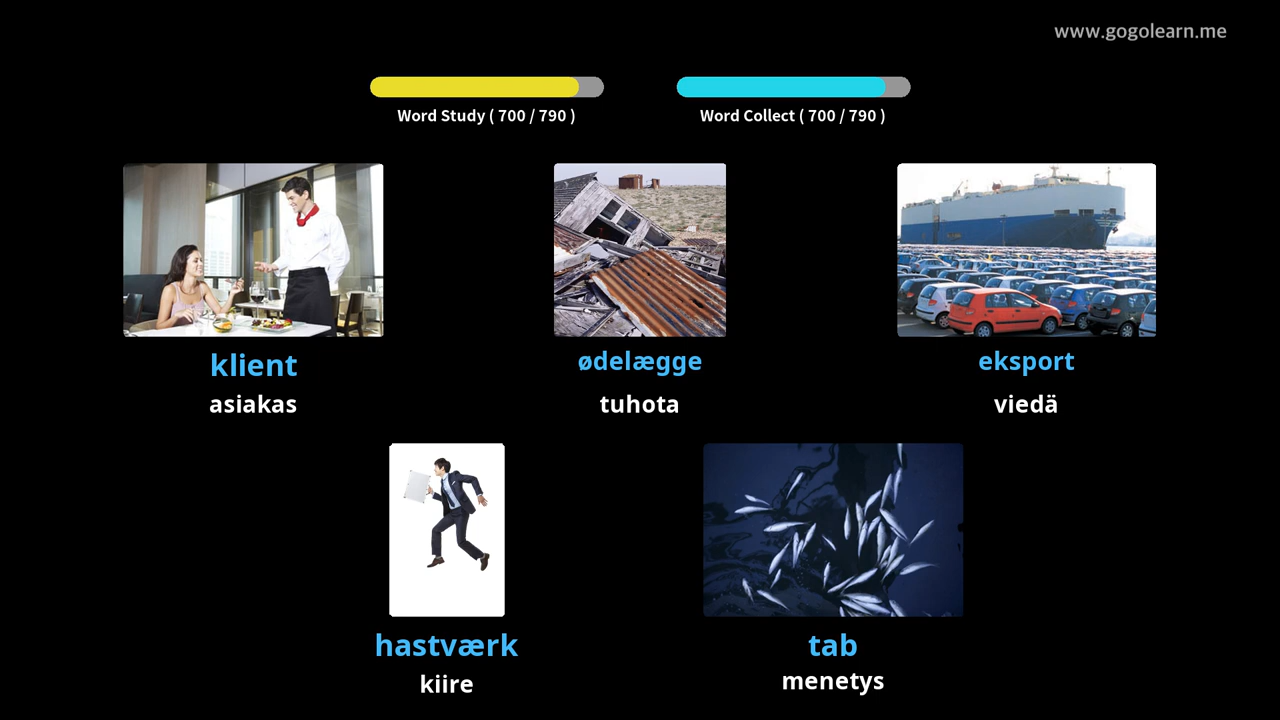 www.gogolearn.me
Word Study ( 700 / 790 )
Word Collect ( 700 / 790 )
klient
ødelægge
eksport
asiakas
tuhota
viedä
hastværk
tab
kiire
menetys